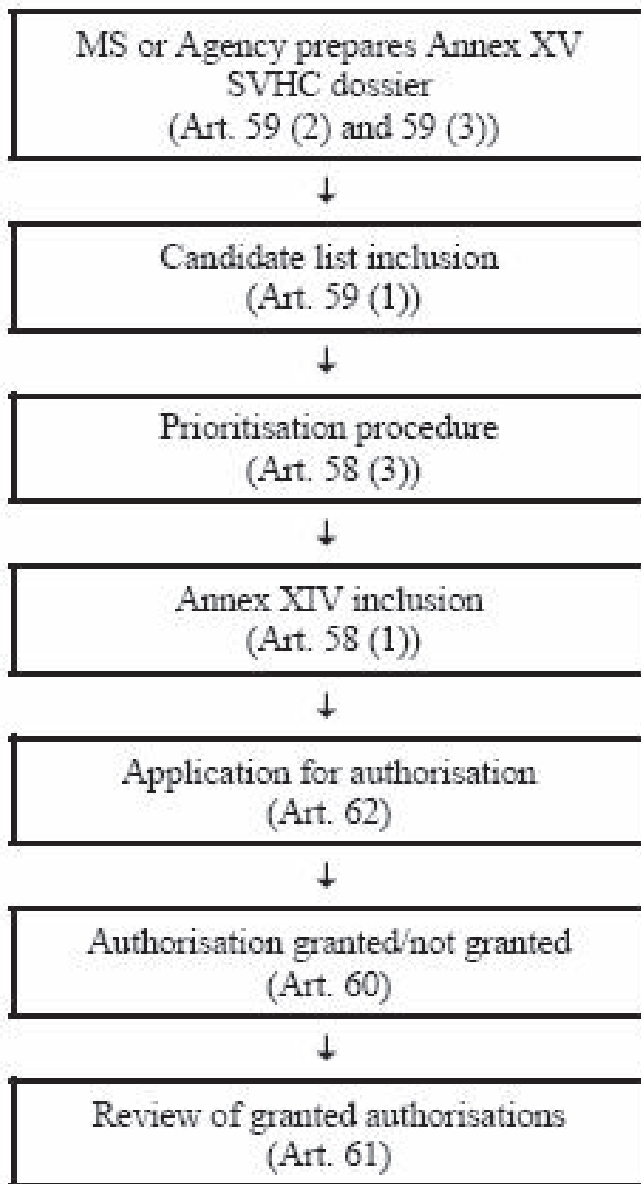 MS or Agency prepares Annex XV
SVHC dossier
(Art. 59 (2) and 59 (3))
↓
Candidate list inclusion
(Art. 59 (1))
↓
Prioritisation procedure
(Art. 58 (3))
↓
Annex XIV inclusion
(Art. 58 (1))
↓
Application for authorisation
(Art. 62)
↓
Authorisation granted/not granted
(Art. 60)
↓
Review of granted authorisations
(Art. 61)